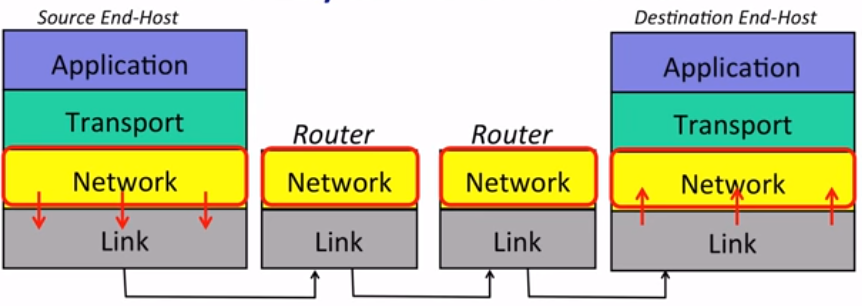 Source End-Host
Destination End-Host
Application
Application
Transport
Transport
Router
Router
Network
Network
Network
Network
Link
Link
Link
Link